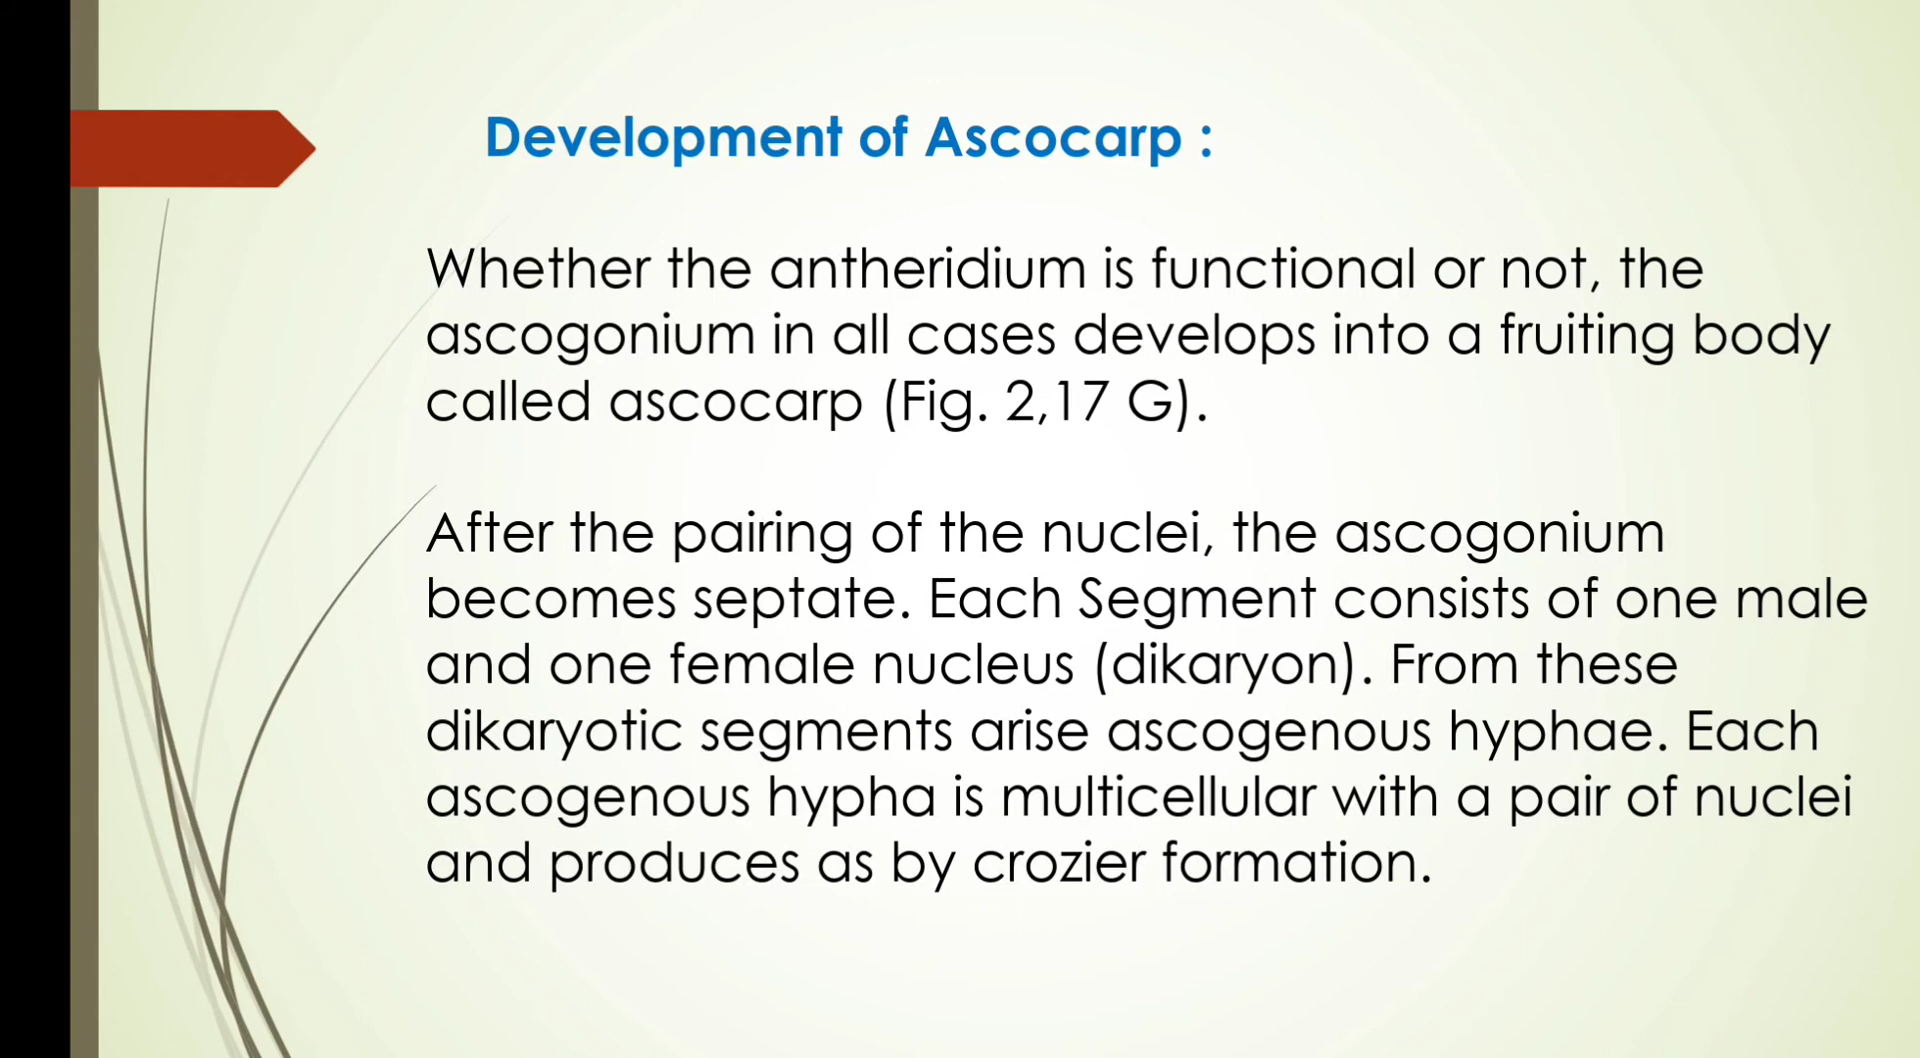 Development of Ascocarp :
Whether the antheridium is functional or not, the
ascogonium in all cases develops into a fruiting body
called ascocarp (Fig. 2,17 G).
After the pairing of the nuclei, the ascogonium
becomes septate. Each Segment consists of one male
and one female nucleus (dikaryon). From these
dikaryotic segments arise ascogenous hyphae. Each
ascogenous hypha is multicellular with a pair of nuclei
and produces as by crozier formation.